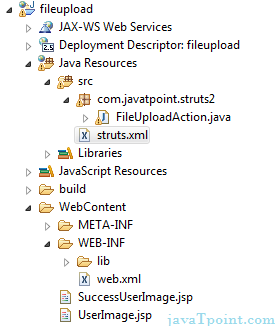 fileupload
JAX-WS Web Services
Deployment Descriptor: fileupload
Java Resources
src
com.javatpoint.struts2
FileUploadAction.java
struts.xml
Libraries
JavaScript Resources
build
WebContent
META-INF
WEB-INF
lib
web.xml
SuccessUserImage.jsp
UserImage.jsp
javaTpoint.com